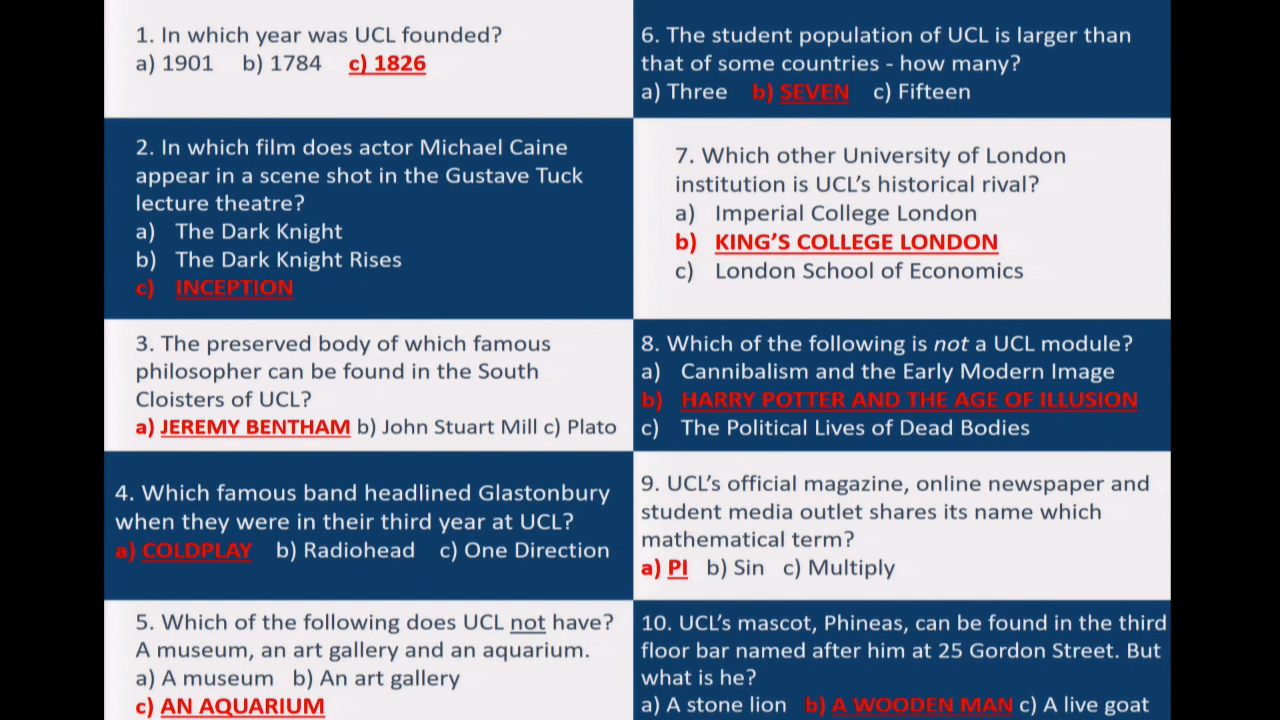 1. In which year was UCL founded?
a) 1901 b) 1784 c) 1826
2. In which film does actor Michael Caine
appear in a scene shot in the Gustave Tuck
lecture theatre?
a) The Dark Knight
b) The Dark Knight Rises
c) INCEPTION
3. The preserved body of which famous
philosopher can be found in the South
Cloisters of UCL?
a) JEREMY BENTHAM b) John Stuart Mill c) Plato
4. Which famous band headlined Glastonbury
when they were in their third year at UCL?
a) COLDPLAY b) Radiohead c) One Direction
5. Which of the following does UCL not have?
A museum, an art gallery and an aquarium.
a) A museum b) An art gallery
c) AN AQUARIUM
6. The student population of UCL is larger than
that of some countries - how many?
a) Three b) SEVEN c) Fifteen
7. Which other University of London
institution is UCL’s historical rival?
a) Imperial College London
b) KING’S COLLEGE LONDON
c) London School of Economics
8. Which of the following is not a UCL module?
a) Cannibalism and the Early Modern Image
b) HARRY POTTER AND THE AGE OF ILLUSION
c) The Political Lives of Dead Bodies
9. UCL’s official magazine, online newspaper and
student media outlet shares its name which
mathematical term?
a) PI b) Sin c) Multiply
10. UCL’s mascot, Phineas, can be found in the third
floor bar named after him at 25 Gordon Street. But
what is he?
a) A stone lion b) A WOODEN MAN c) A live goat